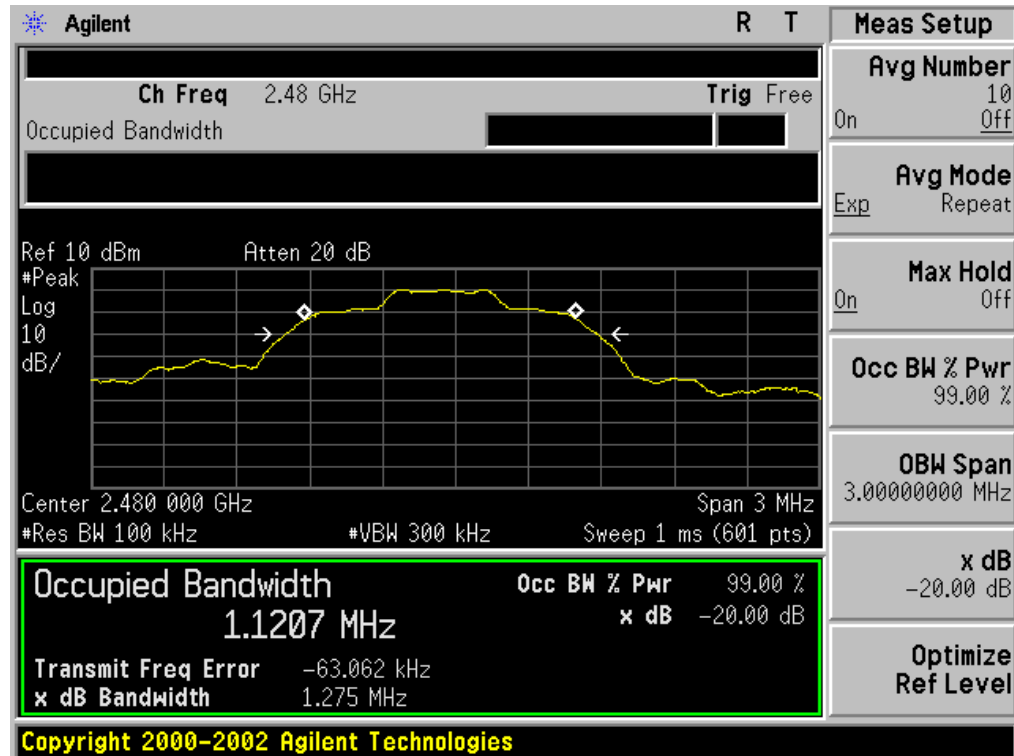 Agilent R T
Ch Freq 2.48 GHz Trig Free
Occupied Bandwidth
Ref 10 dBm Atten 20 dB
#Peak
Log
10
dB/
Center 2.480 000 GHz Span 3 MHz
#Res BW 100 kHz #VBW 300 kHz Sweep 1 ms (601 pts)
Occupied Bandwidth Occ BW % Pwr 99.00 %
1.1207 MHz x dB -20.00 dB
Transmit Freq Error -63.062 kHz
x dB Bandwidth 1.275 MHz
Copyright 2000-2002 Agilent Technologies
Meas Setup
Avg Number
10
On Off
Avg Mode
Exp Repeat
Max Hold
On Off
Occ BW % Pwr
99.00 %
OBW Span
3.00000000 MHz
x dB
-20.00 dB
Optimize
Ref Level